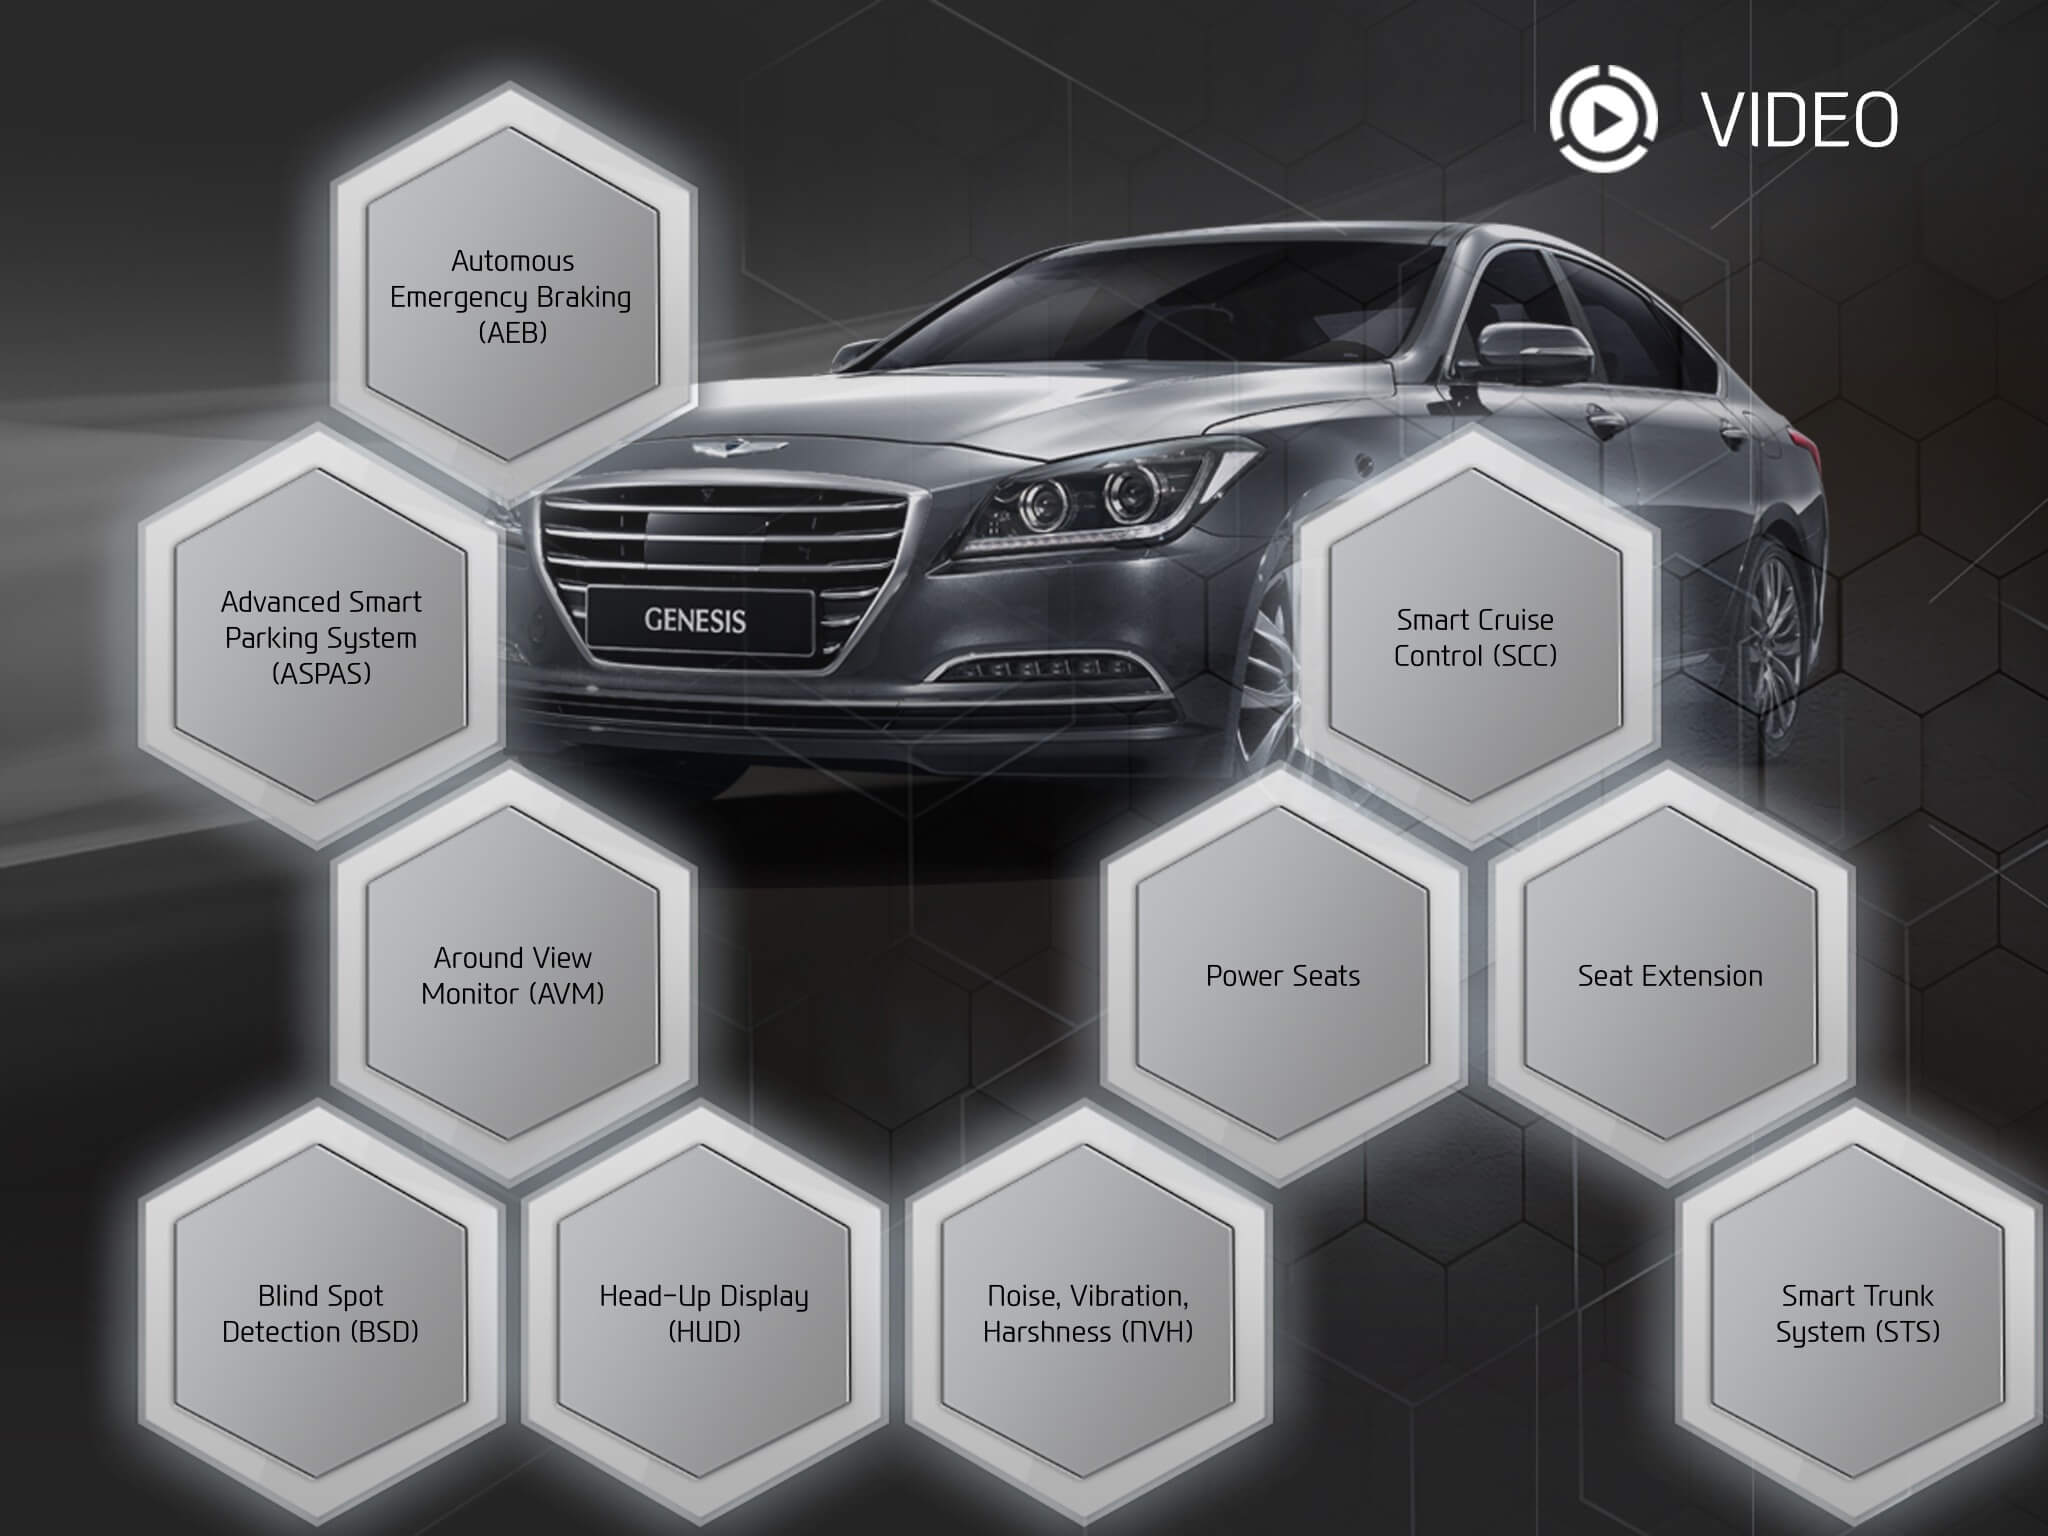 VIDEO
Automous
Emergency Braking
(AEB)
Advanced Smart
Parking System
(ASPAS)
GENESIS
Smart Cruise
Control (SCC)
Around View
Monitor (AVM)
Power Seats
Seat Extension
Blind Spot
Detection (BSD)
Head-Up Display
(HUD)
Noise, Vibration,
Harshness (NVH)
Smart Trunk
System (STS)